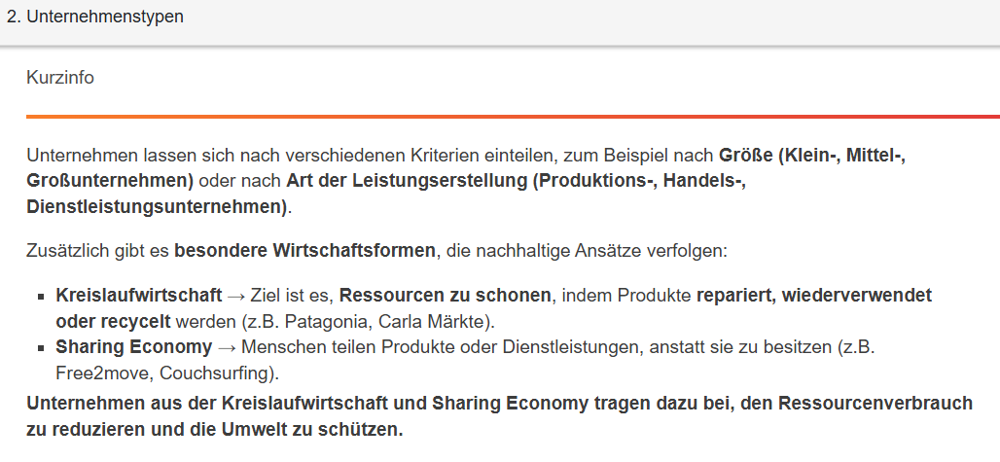 2. Unternehmenstypen
Kurzinfo
Unternehmen lassen sich nach verschiedenen Kriterien einteilen, zum Beispiel nach Größe (Klein-, Mittel-,
Großunternehmen) oder nach Art der Leistungserstellung (Produktions-, Handels-,
Dienstleistungsunternehmen).
Zusätzlich gibt es besondere Wirtschaftsformen, die nachhaltige Ansätze verfolgen:
▪ Kreislaufwirtschaft → Ziel ist es, Ressourcen zu schonen, indem Produkte repariert, wiederverwendet
oder recycelt werden (z.B. Patagonia, Carla Märkte).
▪ Sharing Economy → Menschen teilen Produkte oder Dienstleistungen, anstatt sie zu besitzen (z.B.
Free2move, Couchsurfing).
Unternehmen aus der Kreislaufwirtschaft und Sharing Economy tragen dazu bei, den Ressourcenverbrauch
zu reduzieren und die Umwelt zu schützen.